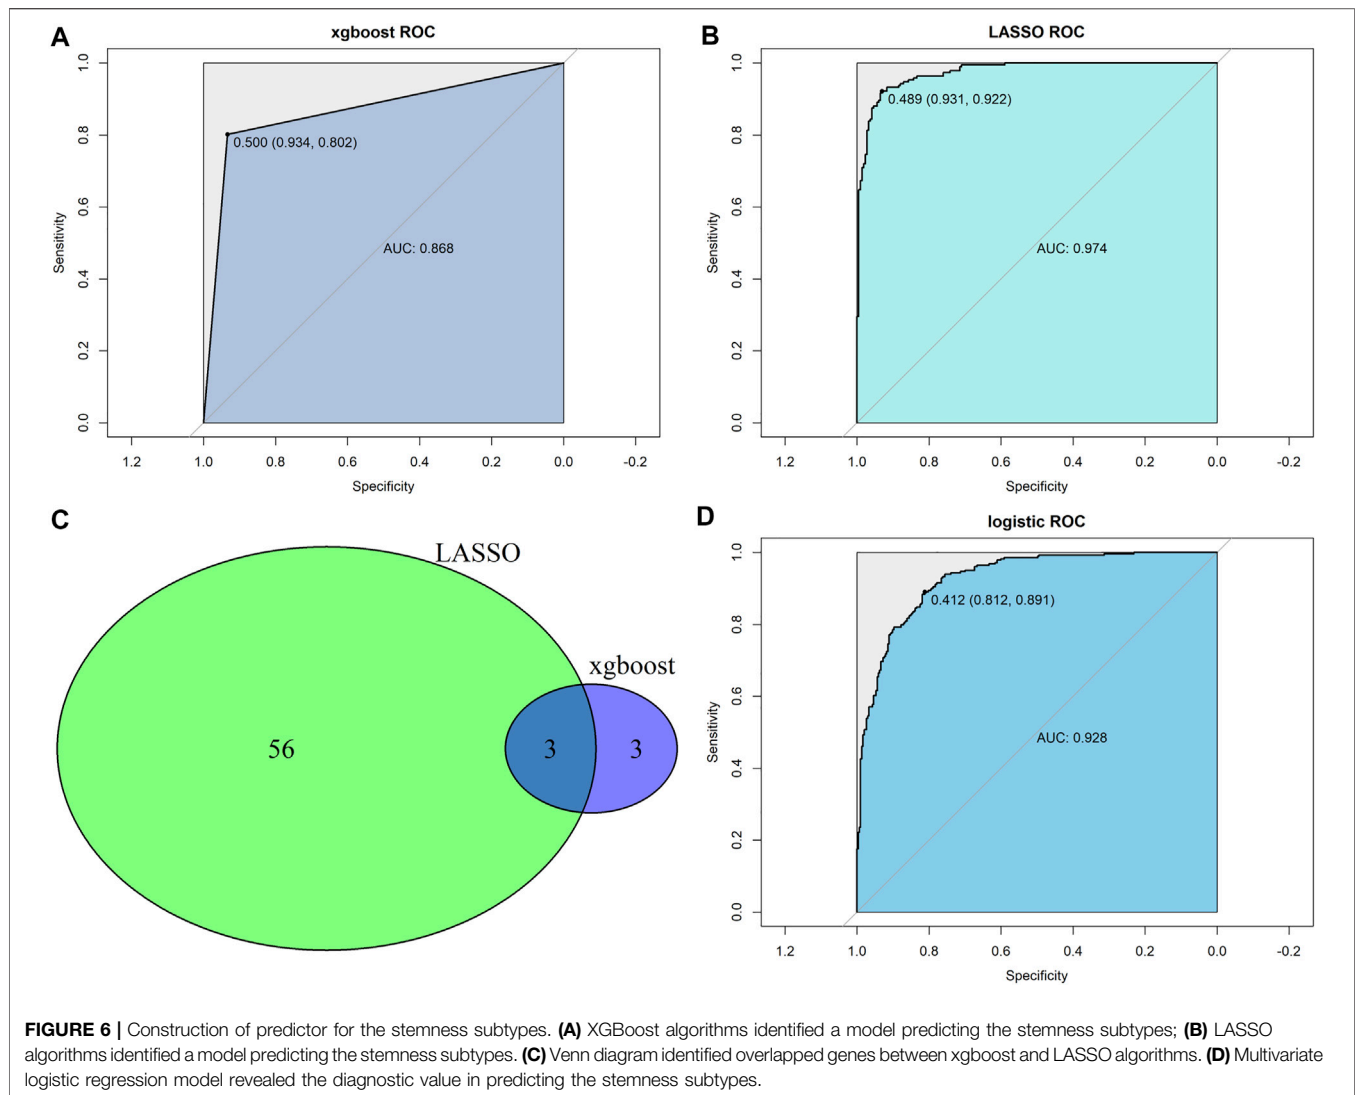 A
xgboost ROC
1.0
0.8
0.6
0.4
0.2
0.0
Sensitivity
0.500 (0.934, 0.802)
AUC: 0.868
1.2 1.0 0.8 0.6 0.4 0.2 0.0 -0.2
Specificity
B
LASSO ROC
1.0
0.8
0.6
0.4
0.2
0.0
Sensitivity
0.489 (0.931, 0.922)
AUC: 0.974
1.2 1.0 0.8 0.6 0.4 0.2 0.0 -0.2
Specificity
C
LASSO
xgboost
56 3 3
D
logistic ROC
1.0
0.8
0.6
0.4
0.2
0.0
Sensitivity
0.412 (0.812, 0.891)
AUC: 0.928
1.2 1.0 0.8 0.6 0.4 0.2 0.0 -0.2
Specificity
FIGURE 6 | Construction of predictor for the stemness subtypes. (A) XGBoost algorithms identified a model predicting the stemness subtypes; (B) LASSO
algorithms identified a model predicting the stemness subtypes. (C) Venn diagram identified overlapped genes between xgboost and LASSO algorithms. (D) Multivariate
logistic regression model revealed the diagnostic value in predicting the stemness subtypes.